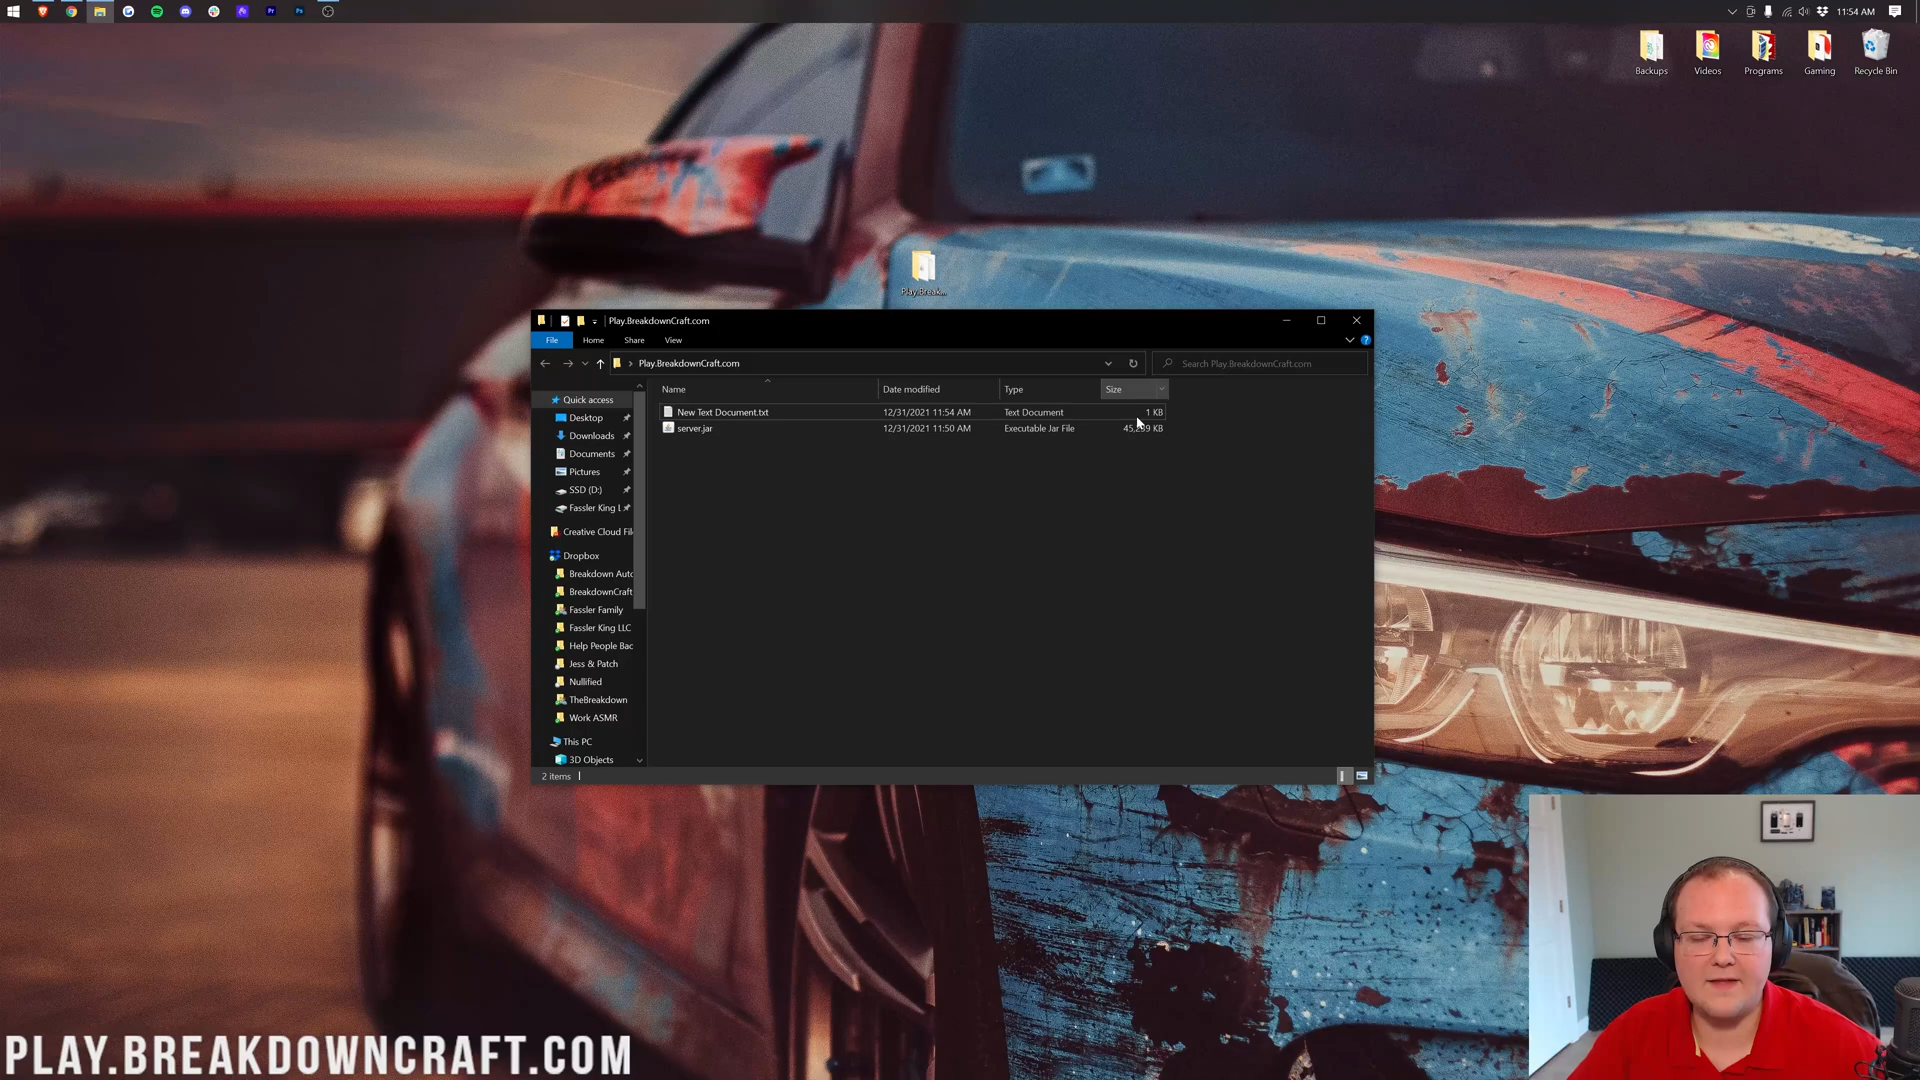 11:54 AM
Backups
Videos
Programs
Gaming
Recycle Bin
Play.Break...
Play.BreakdownCraft.com
File
Home
Share
View
Play.BreakdownCraft.com
Search Play.BreakdownCraft.com
Name
Date modified
Type
Size
New Text Document.txt
12/31/2021 11:54 AM
Text Document
1 KB
server.jar
12/31/2021 11:50 AM
Executable Jar File
KB
Quick access
Desktop
Downloads
Documents
Pictures
SSD (D:)
Fassler King L
Creative Cloud Fil
Dropbox
Breakdown Auto
BreakdownCraft
Fassler Family
Fassler King LLC
Help People Bac
Jess & Patch
Nullified
TheBreakdown
Work ASMR
This PC
3D Objects
2 items
PLAY.BREAKDOWNCRAFT.COM